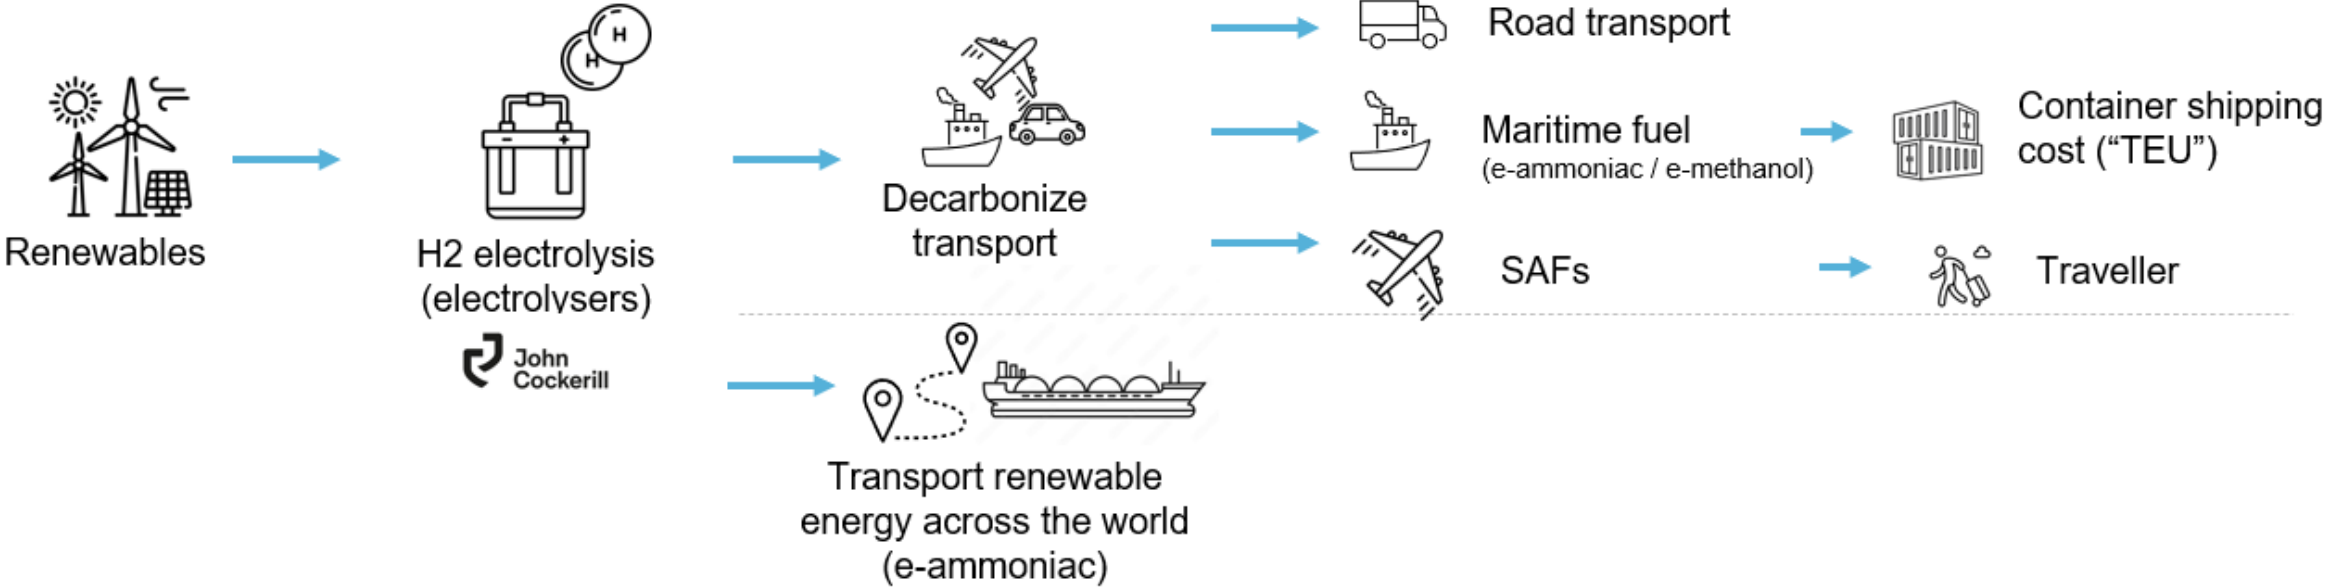 Renewables
H
H
-
+
H2 electrolysis
(electrolysers)
John
Cockerill
Decarbonize
transport
Road transport
Maritime fuel
(e-ammoniac / e-methanol)
Container shipping
cost (“TEU”)
SAFs
Traveller
Transport renewable
energy across the world
(e-ammoniac)